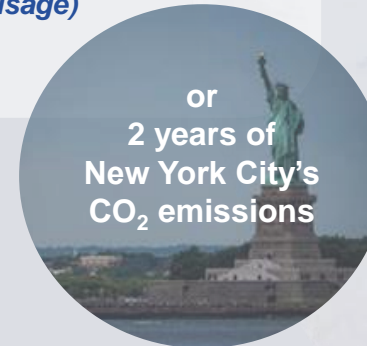 usage)
or
2 years of
New York City's
CO₂ emissions